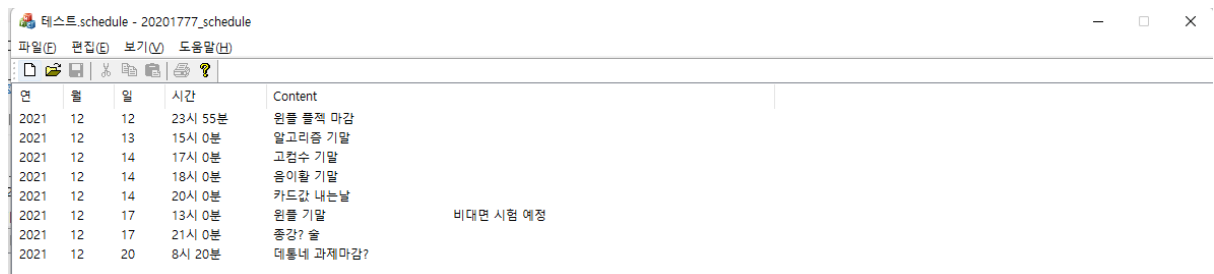 테스트.schedule - 20201777_schedule
파일(F) 편집(E) 보기(V) 도움말(H)
연 월 일 시간 Content
2021 12 12 23시 55분 윈플 플젝 마감
2021 12 13 15시 0분 알고리즘 기말
2021 12 14 17시 0분 고컴수 기말
2021 12 14 18시 0분 음이활 기말
2021 12 14 20시 0분 카드값 내는날
2021 12 17 13시 0분 윈플 기말 비대면 시험 예정
2021 12 17 21시 0분 종강? 술
2021 12 20 8시 20분 데통네 과제마감?